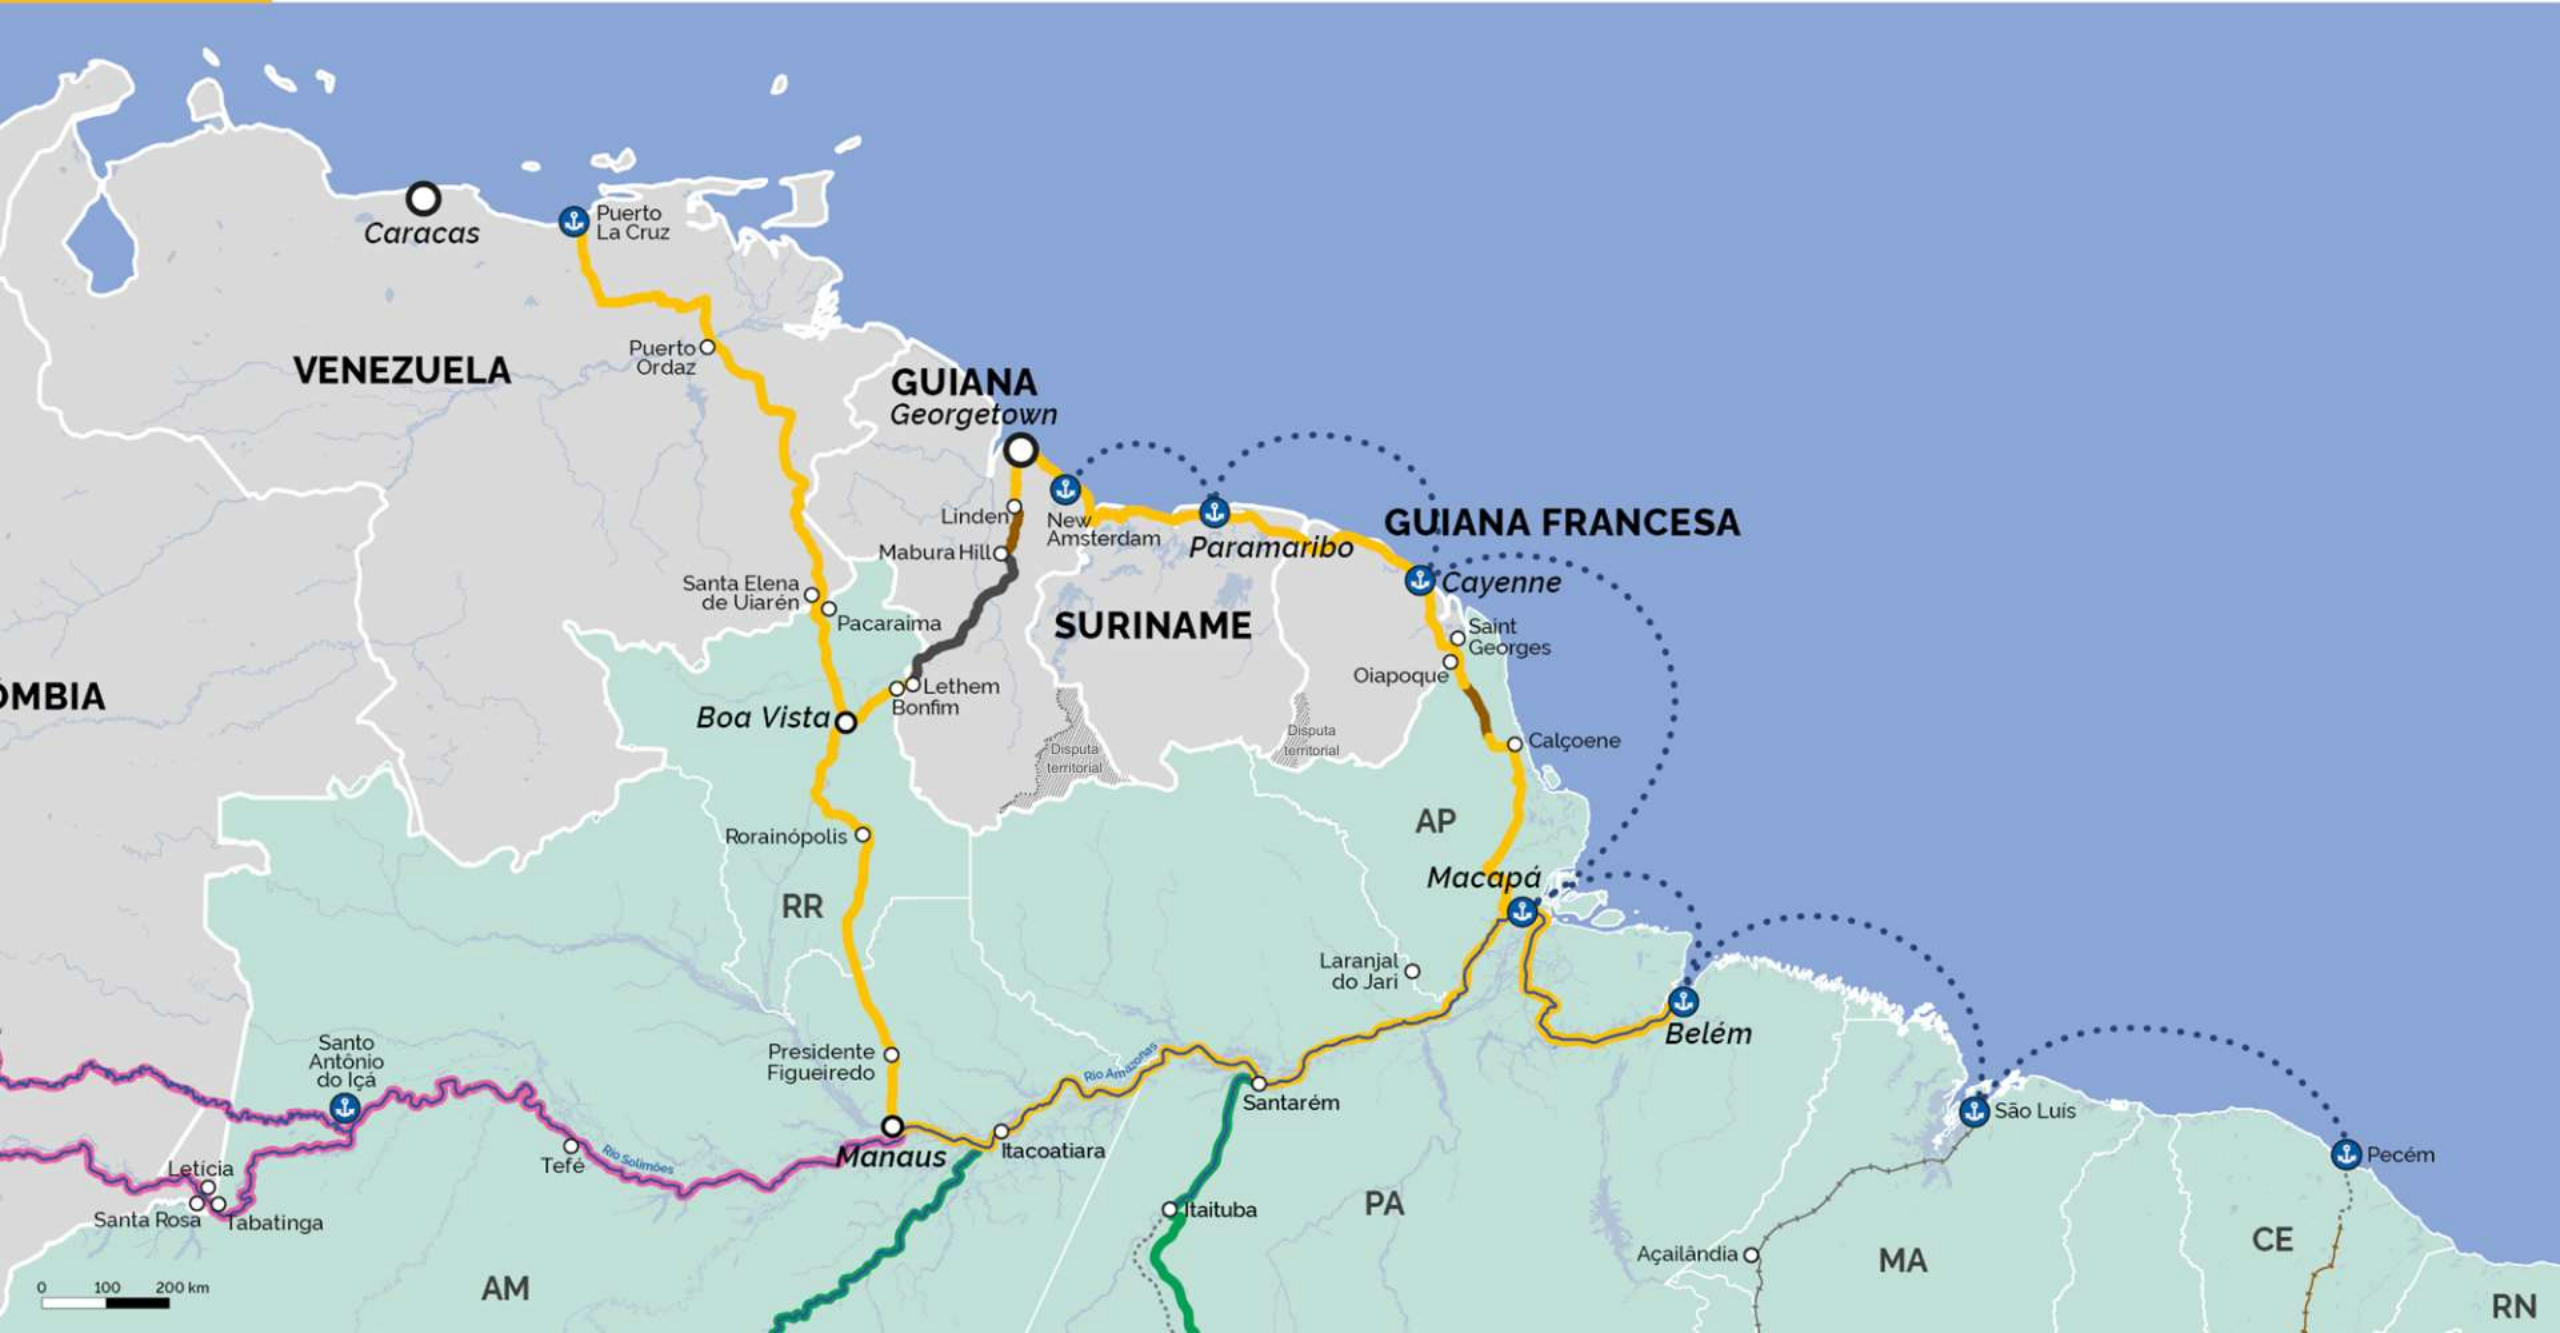 Caracas
Puerto
La Cruz
VENEZUELA
Puerto
Ordaz
GUIANA
Georgetown
Linden
New
Amsterdam
Mabura Hill
Paramaribo
GUIANA FRANCESA
Cayenne
Santa Elena
de Uiarén
Pacaraima
SURINAME
Saint
Georges
Oiapoque
ÔMBIA
Lethem
Bonfim
Boa Vista
Disputa
territorial
Disputa
territorial
Calçoene
AP
Rorainópolis
Macapá
RR
Laranjal
do Jari
Belém
Santo
Antônio
do Içá
Presidente
Figueiredo
Rio Amazonas
Santarém
São Luís
Manaus
Itacoatiara
Pecém
Letícia
Tefé
Rio Solimões
Santa Rosa
Tabatinga
Itaituba
PA
Açailândia
MA
CE
AM
0 100 200 km
RN